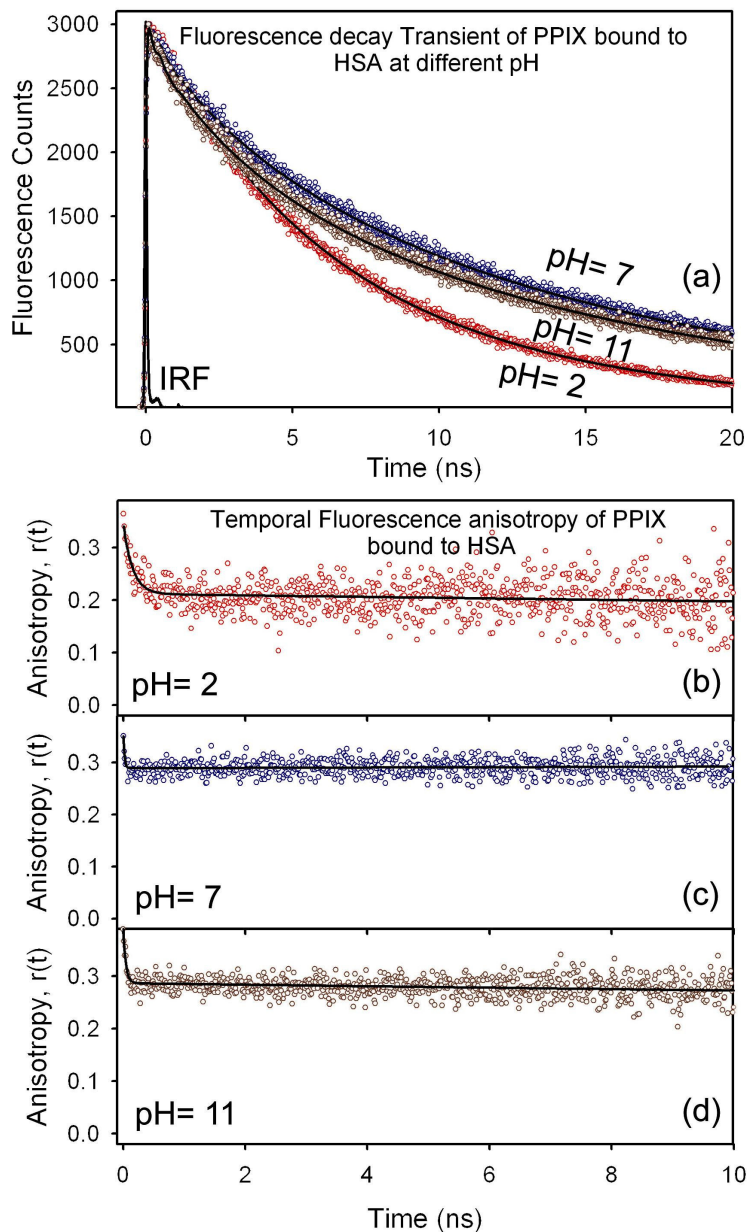 Fluorescence decay Transient of PPIX bound to
HSA at different pH
3000
2500
2000
1500
1000
500
Fluorescence Counts
pH= 7
(a)
pH= 11
pH= 2
IRF
0
5
10
15
20
Time (ns)
Temporal Fluorescence anisotropy of PPIX
bound to HSA
Anisotropy, r(t)
0.3
0.2
0.1
0.0
pH= 2
(b)
Anisotropy, r(t)
0.3
0.2
0.1
0.0
pH= 7
(c)
Anisotropy, r(t)
0.3
0.2
0.1
0.0
pH= 11
(d)
0
2
4
6
8
10
Time (ns)